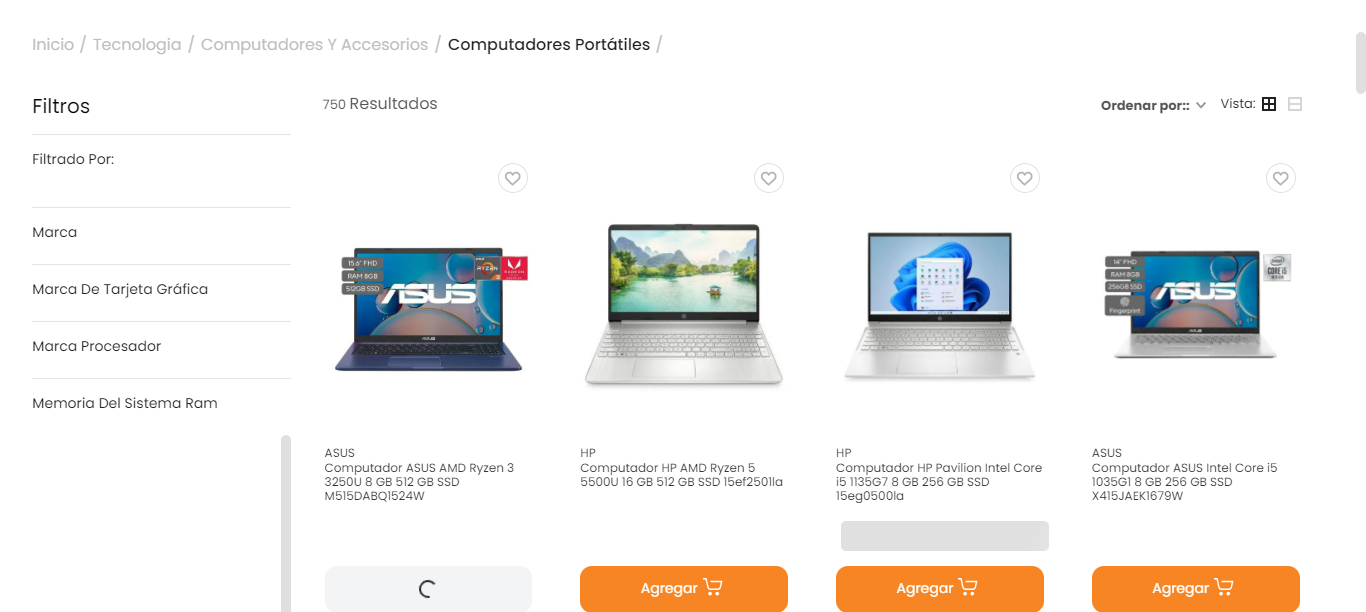 Inicio / Tecnologia / Computadores Y Accesorios / Computadores Portátiles /
Filtros
750 Resultados
Ordenar por::
Vista:
Filtrado Por:
Marca
Marca De Tarjeta Gráfica
Marca Procesador
Memoria Del Sistema Ram
15.6" FHD
RAM 8GB
512GB SSD
ASUS
RYZEN
RADEON
14" FHD
RAM 8GB
256GB SSD
Fingerprint
ASUS
intel
CORE i5
ASUS
Computador ASUS AMD Ryzen 3
3250U 8 GB 512 GB SSD
M515DABQ1524W
HP
Computador HP AMD Ryzen 5
5500U 16 GB 512 GB SSD 15ef2501la
Agregar
HP
Computador HP Pavilion Intel Core
i5 1135G7 8 GB 256 GB SSD
15eg0500la
Agregar
ASUS
Computador ASUS Intel Core i5
1035G1 8 GB 256 GB SSD
X415JAEK1679W
Agregar